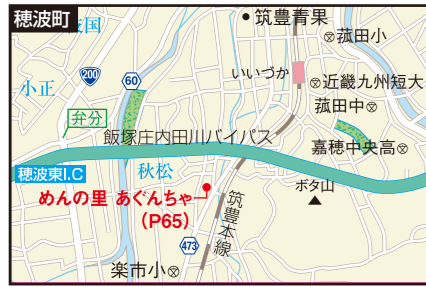 穂波町
筑豊青果
菰田小
枝国
200
60
いいづか
近畿九州短大
小正
菰田中
弁分
飯塚庄内田川バイパス
嘉穂中央高
穂波東I.C
秋松
ボタ山
めんの里 あぐんちゃ
(P65)
筑豊本線
473
楽市小